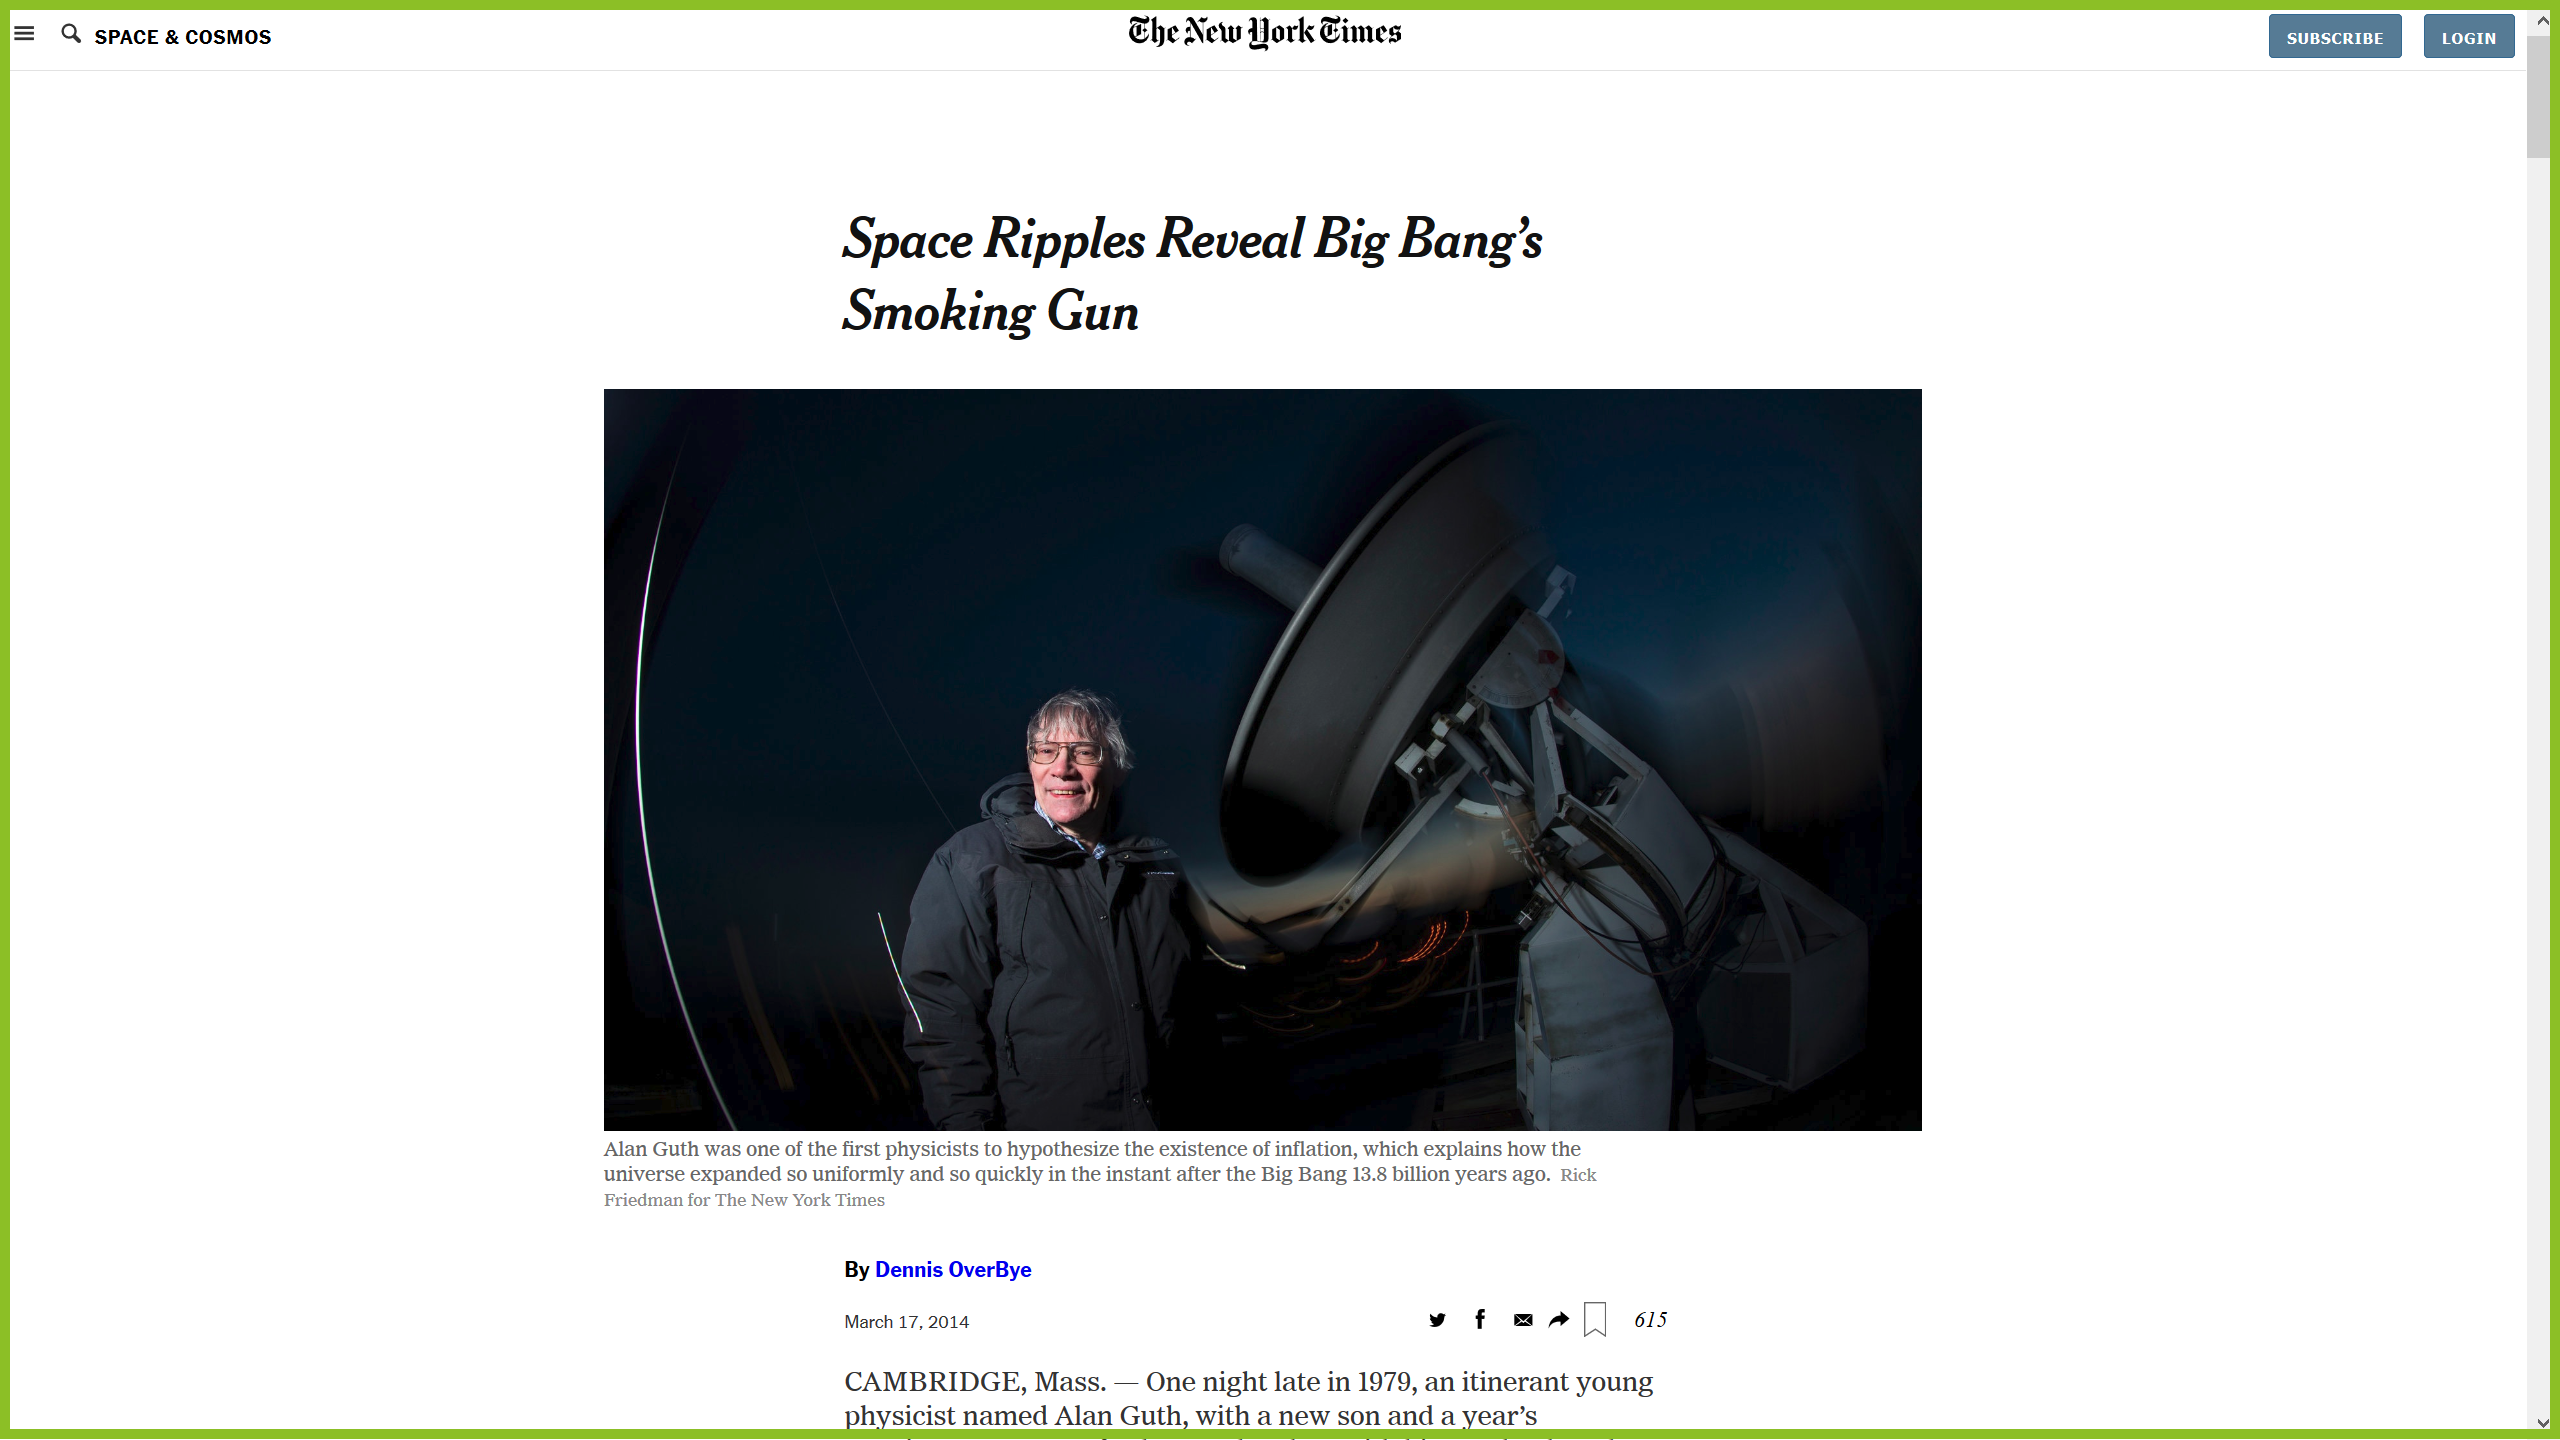 SPACE & COSMOS
The New York Times
SUBSCRIBE
LOGIN
Space Ripples Reveal Big Bang’s
Smoking Gun
Alan Guth was one of the first physicists to hypothesize the existence of inflation, which explains how the
universe expanded so uniformly and so quickly in the instant after the Big Bang 13.8 billion years ago. Rick
Friedman for The New York Times
By Dennis OverBye
March 17, 2014
615
CAMBRIDGE, Mass. — One night late in 1979, an itinerant young
physicist named Alan Guth, with a new son and a year’s